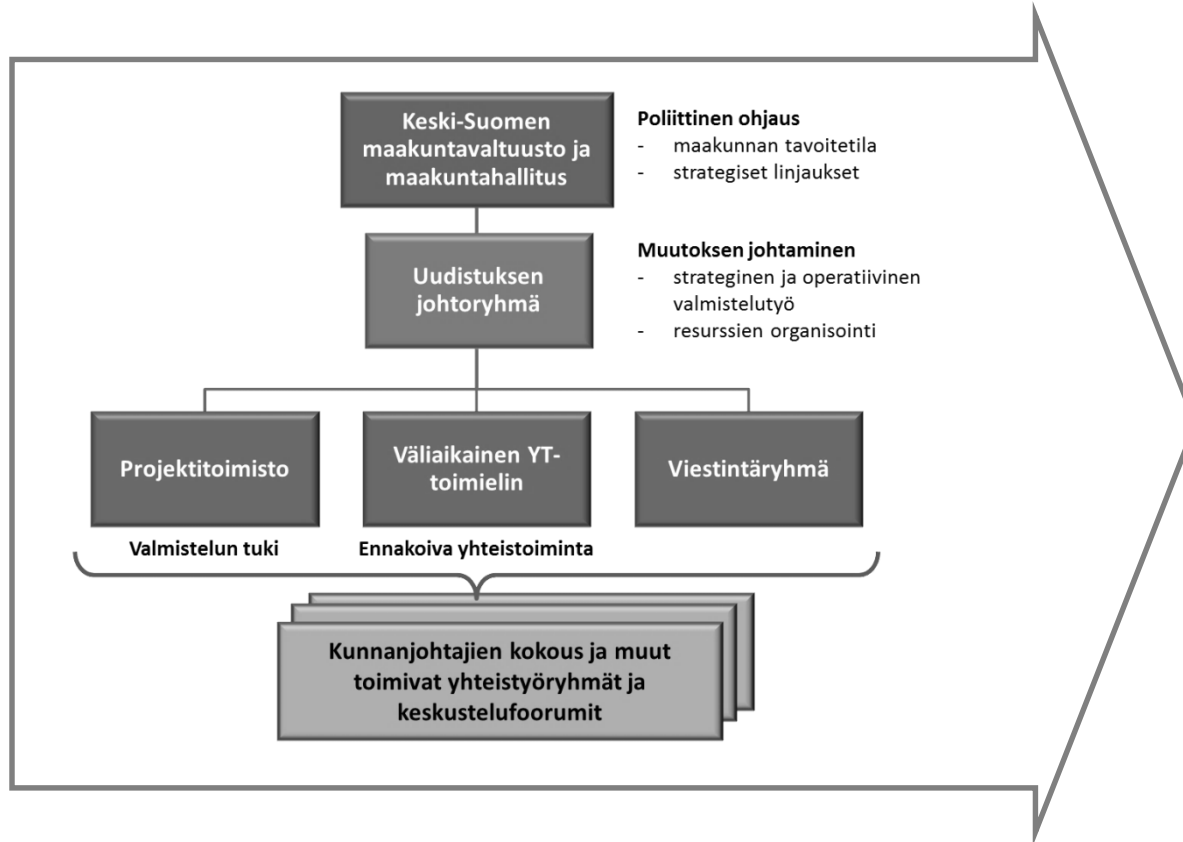 Keski-Suomen
maakuntavaltuusto ja
maakuntahallitus
Poliittinen ohjaus
- maakunnan tavoitetila
- strategiset linjaukset
Uudistuksen
johtoryhmä
Muutoksen johtaminen
- strateginen ja operatiivinen
valmistelutyö
- resurssien organisointi
Projektitoimisto
Väliaikainen YT-
toimielin
Viestintäryhmä
Valmistelun tuki
Ennakoiva yhteistoiminta
Kunnanjohtajien kokous ja muut
toimivat yhteistyöryhmät ja
keskustelufoorumit